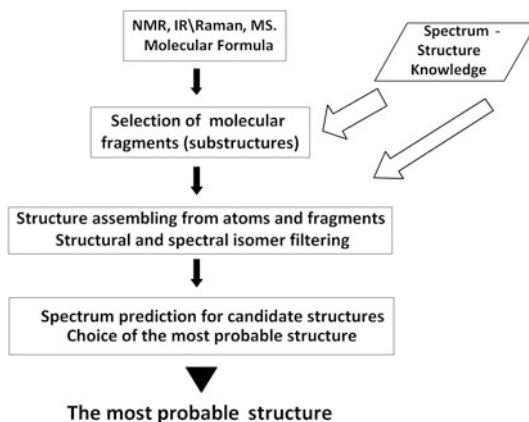 NMR, IR\Raman, MS.
Molecular Formula
Spectrum -
Structure
Knowledge
Selection of molecular
fragments (substructures)
Structure assembling from atoms and fragments
Structural and spectral isomer filtering
Spectrum prediction for candidate structures
Choice of the most probable structure
The most probable structure